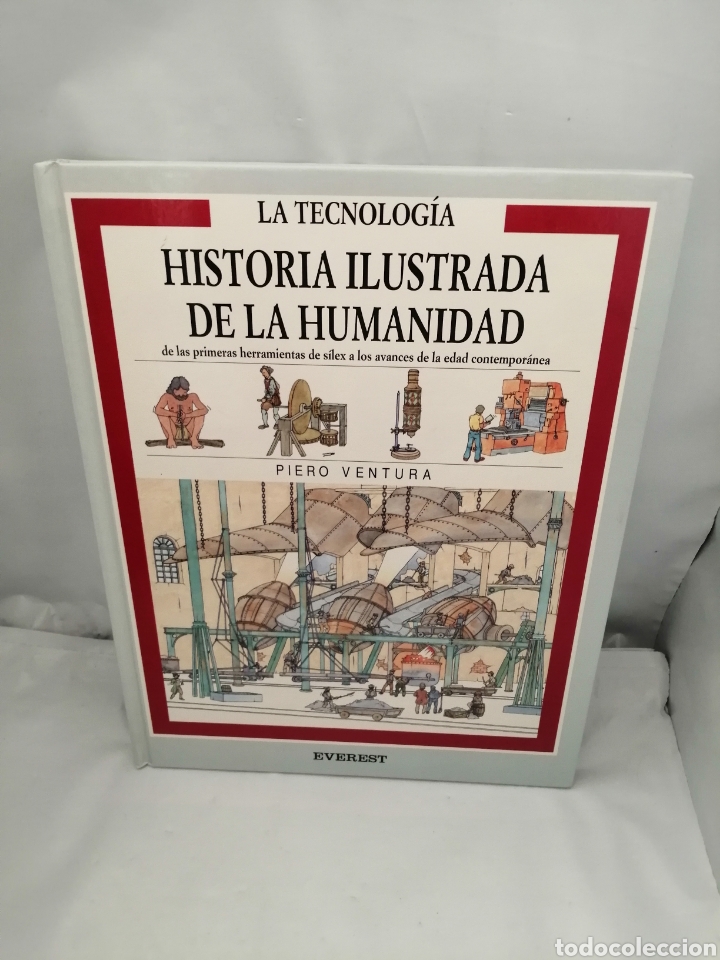 LA TECNOLOGÍA
HISTORIA ILUSTRADA
DE LA HUMANIDAD
de las primeras herramientas de sílex a los avances de la edad contemporánea
PIERO VENTURA
EVEREST
todocoleccion